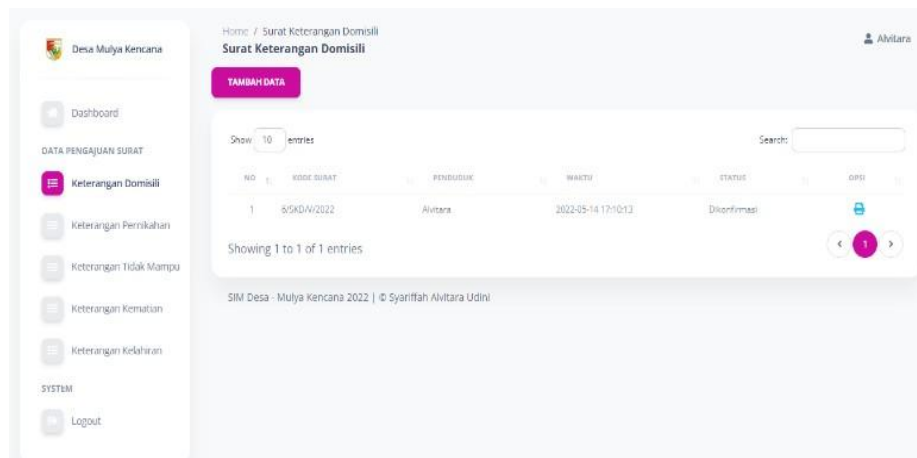 Desa Mulya Kencana
Dashboard
DATA PENGAJUAN SURAT
Keterangan Domisili
Keterangan Pernikahan
Keterangan Tidak Mampu
Keterangan Kematian
Keterangan Kelahiran
SYSTEM
Logout
Home / Surat Keterangan Domisili
Surat Keterangan Domisili
Alvitara
TAMBAH DATA
Show 10 entries
Search:
NO KODE SURAT PENDUDUK WAKTU STATUS OPSI
1 6/SKD/V/2022 Alvitara 2022-05-14 17:10:13 Dikonfirmasi
Showing 1 to 1 of 1 entries
‹ 1 ›
SIM Desa - Mulya Kencana 2022 | © Syariffah Alvitara Udini